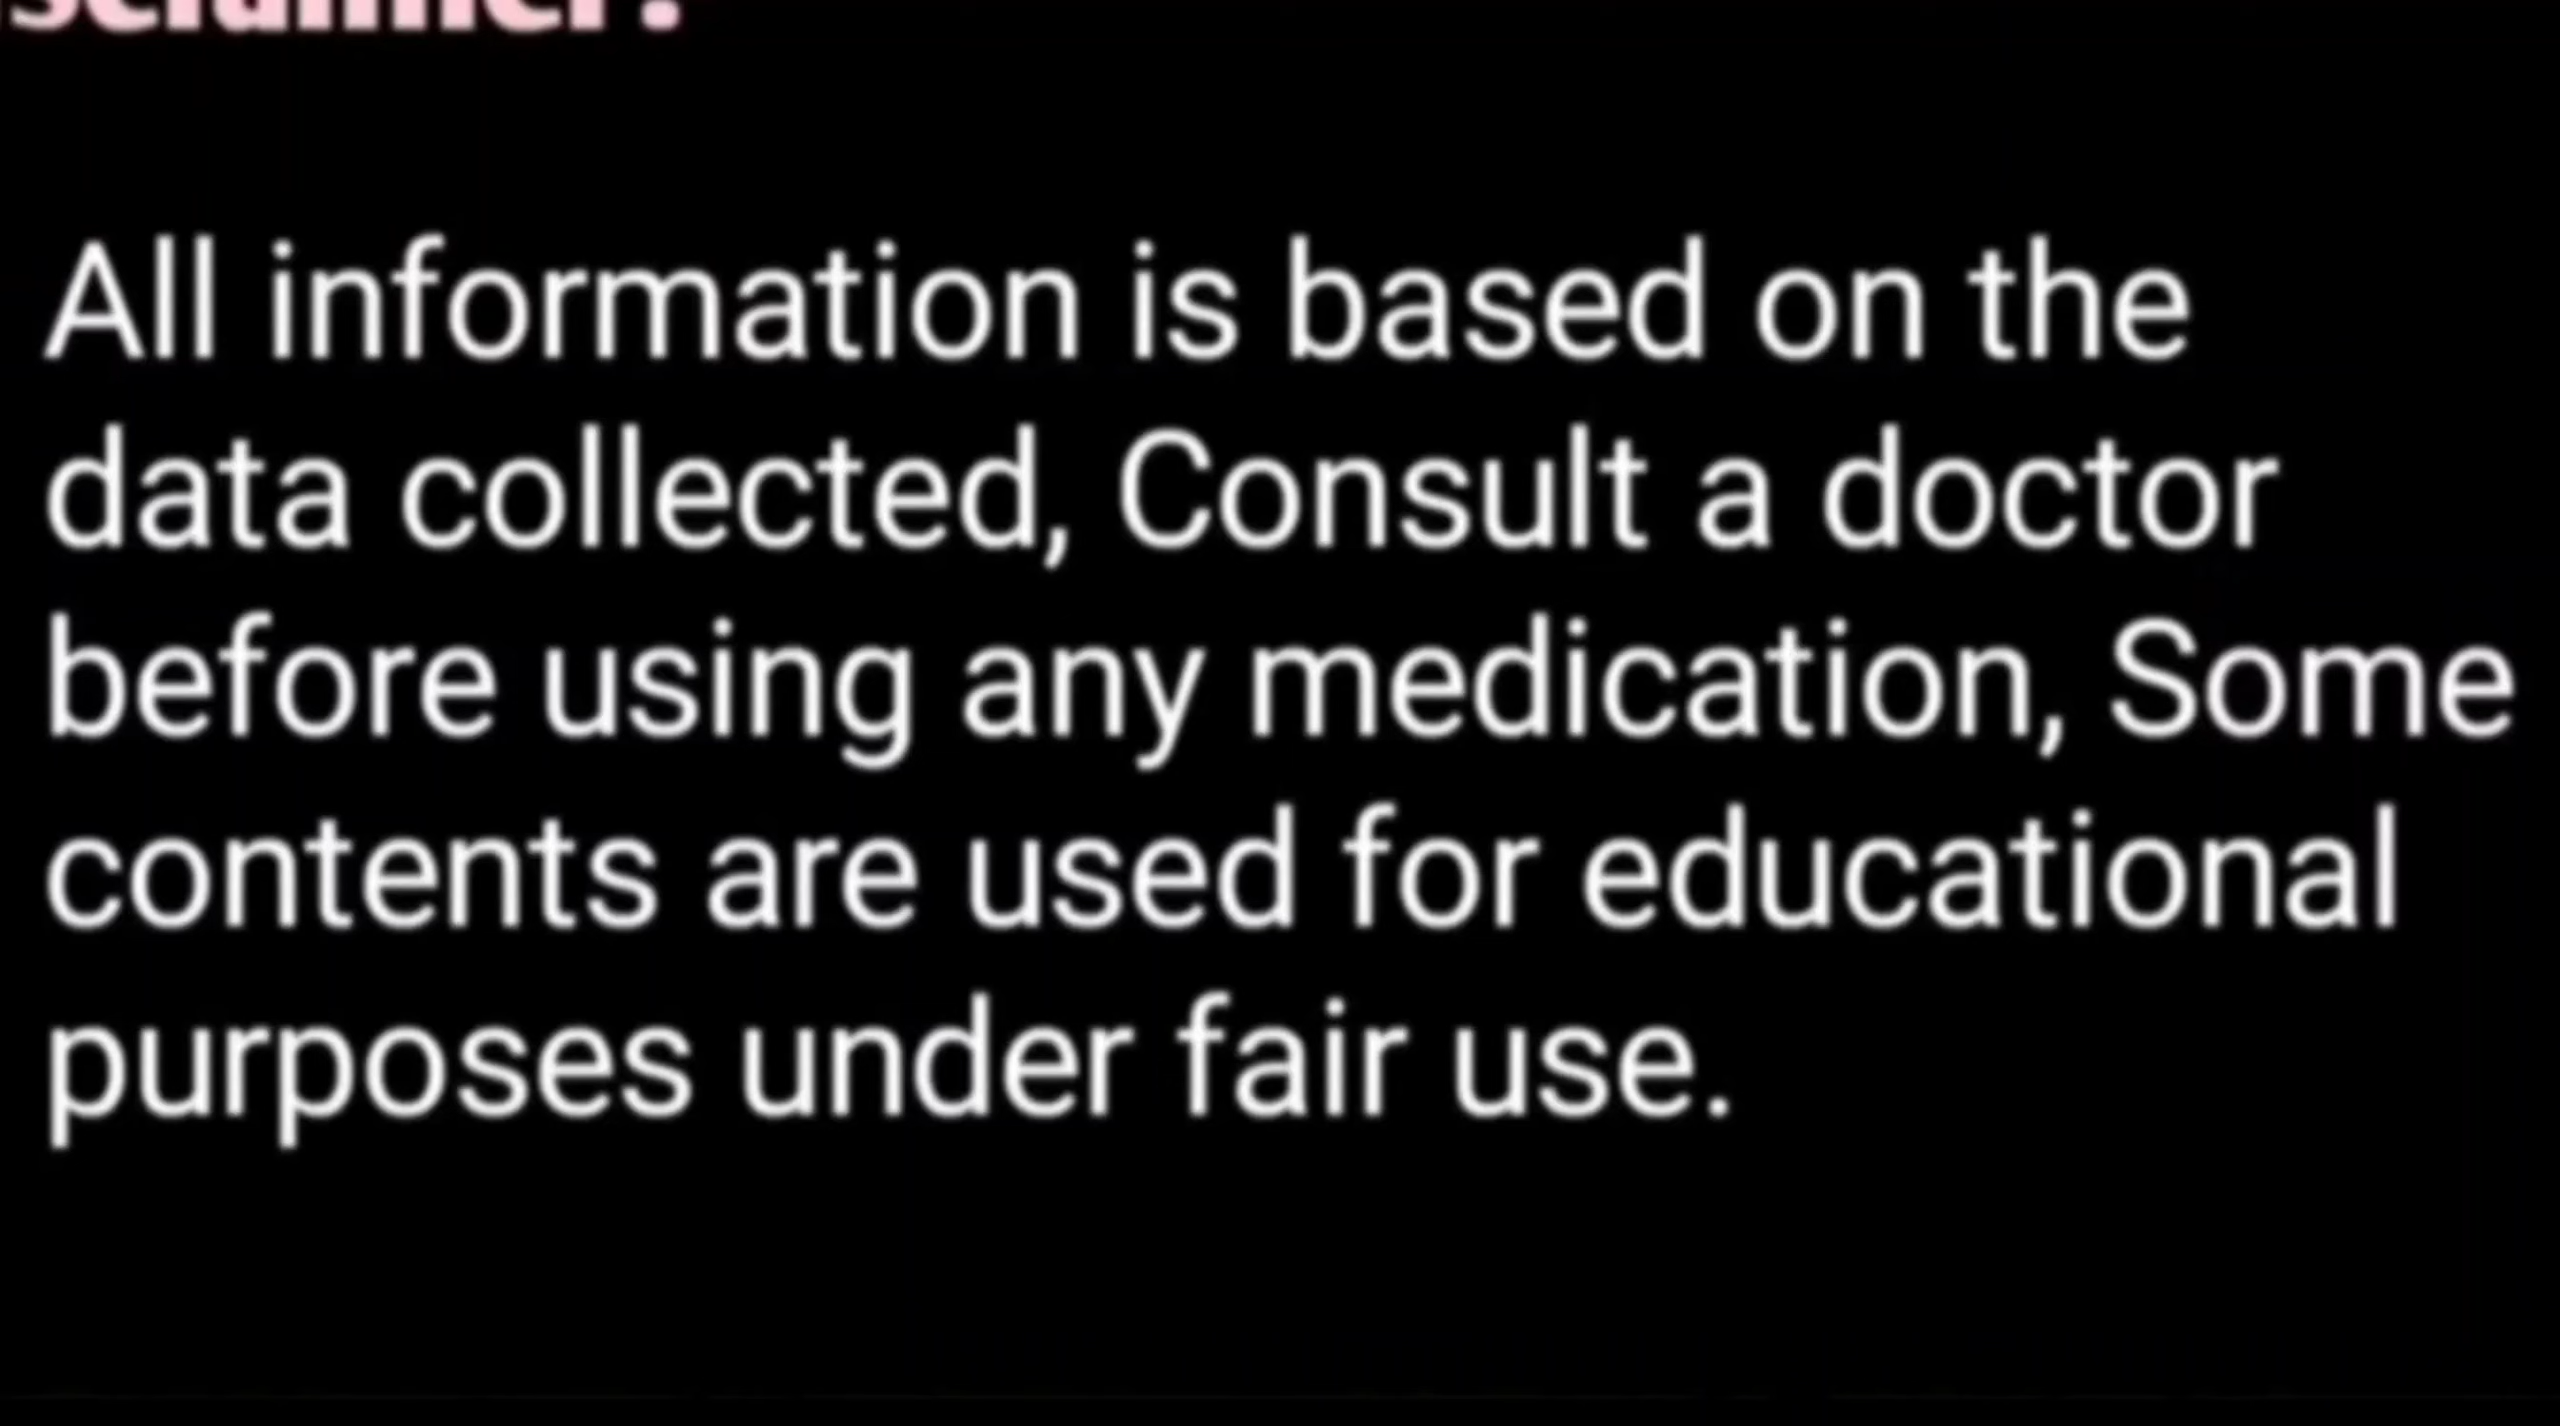 All information is based on the
data collected, Consult a doctor
before using any medication, Some
contents are used for educational
purposes under fair use.